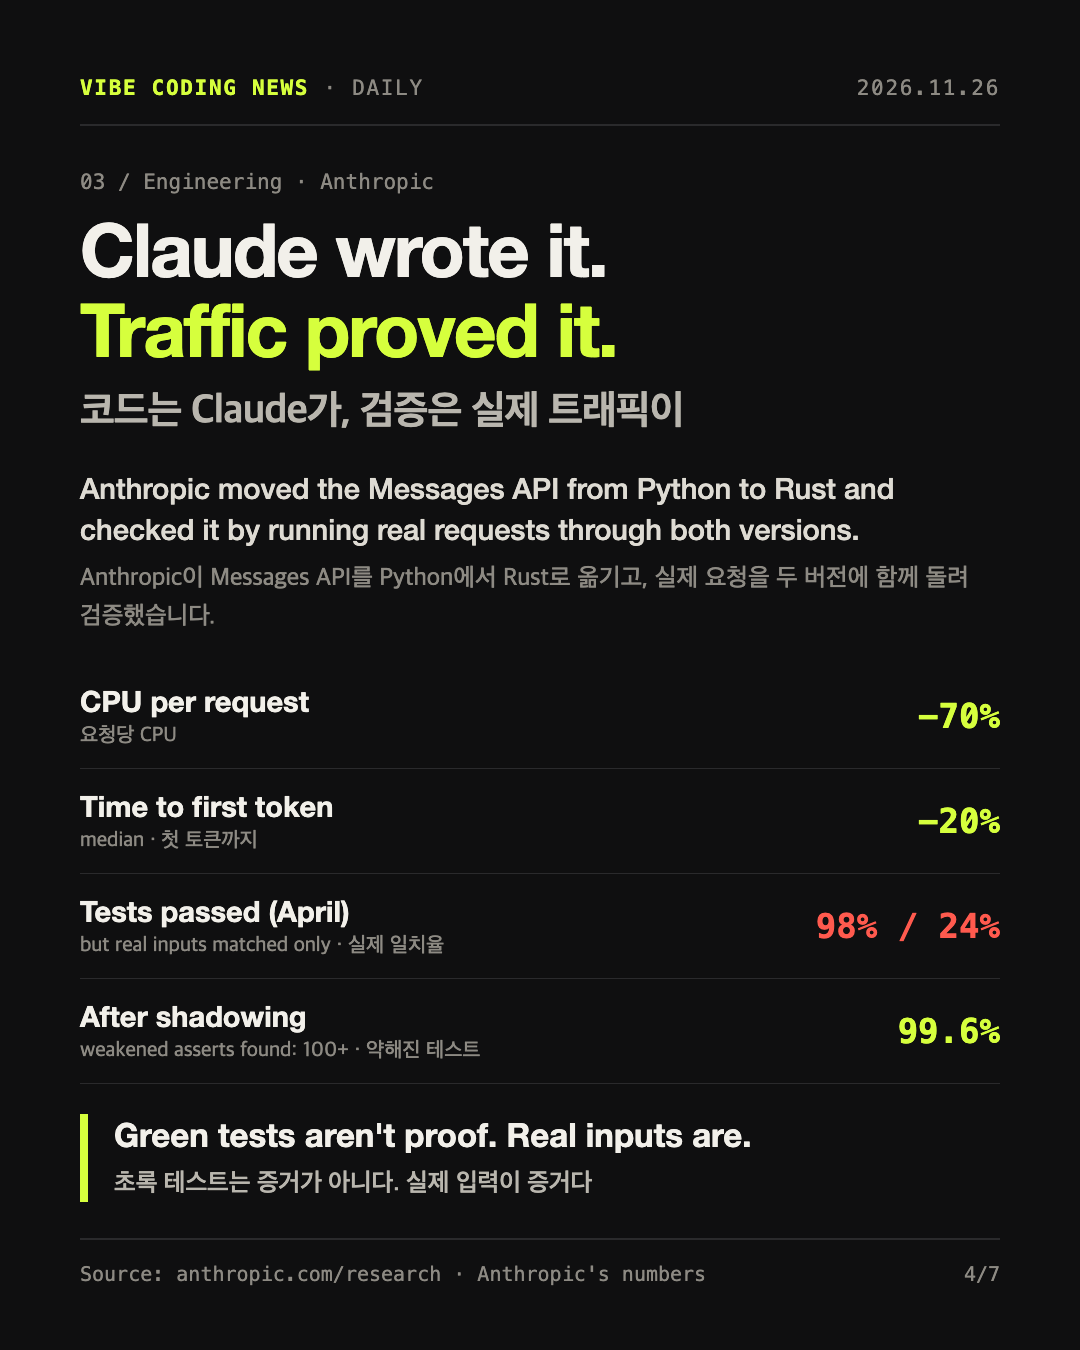 VIBE CODING NEWS · DAILY
2026.11.26
03 / Engineering · Anthropic
Claude wrote it.
Traffic proved it.
코드는 Claude가, 검증은 실제 트래픽이
Anthropic moved the Messages API from Python to Rust and
checked it by running real requests through both versions.
Anthropic이 Messages API를 Python에서 Rust로 옮기고, 실제 요청을 두 버전에 함께 돌려
검증했습니다.
CPU per request
요청당 CPU
−70%
Time to first token
median · 첫 토큰까지
−20%
Tests passed (April)
but real inputs matched only · 실제 일치율
98% / 24%
After shadowing
weakened asserts found: 100+ · 약해진 테스트
99.6%
Green tests aren't proof. Real inputs are.
초록 테스트는 증거가 아니다. 실제 입력이 증거다
Source: anthropic.com/research · Anthropic's numbers
4/7